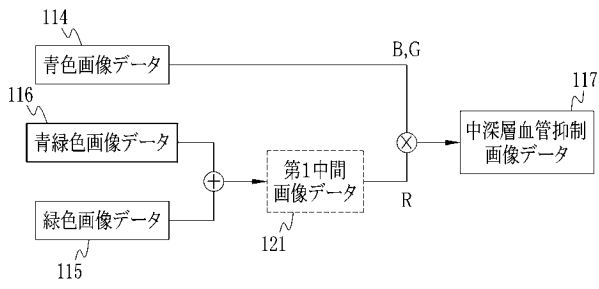 114
青色画像データ
B,G
116
117
青緑色画像データ
中深層血管抑制
画像データ
第1中間
画像データ
緑色画像データ
R
115
121